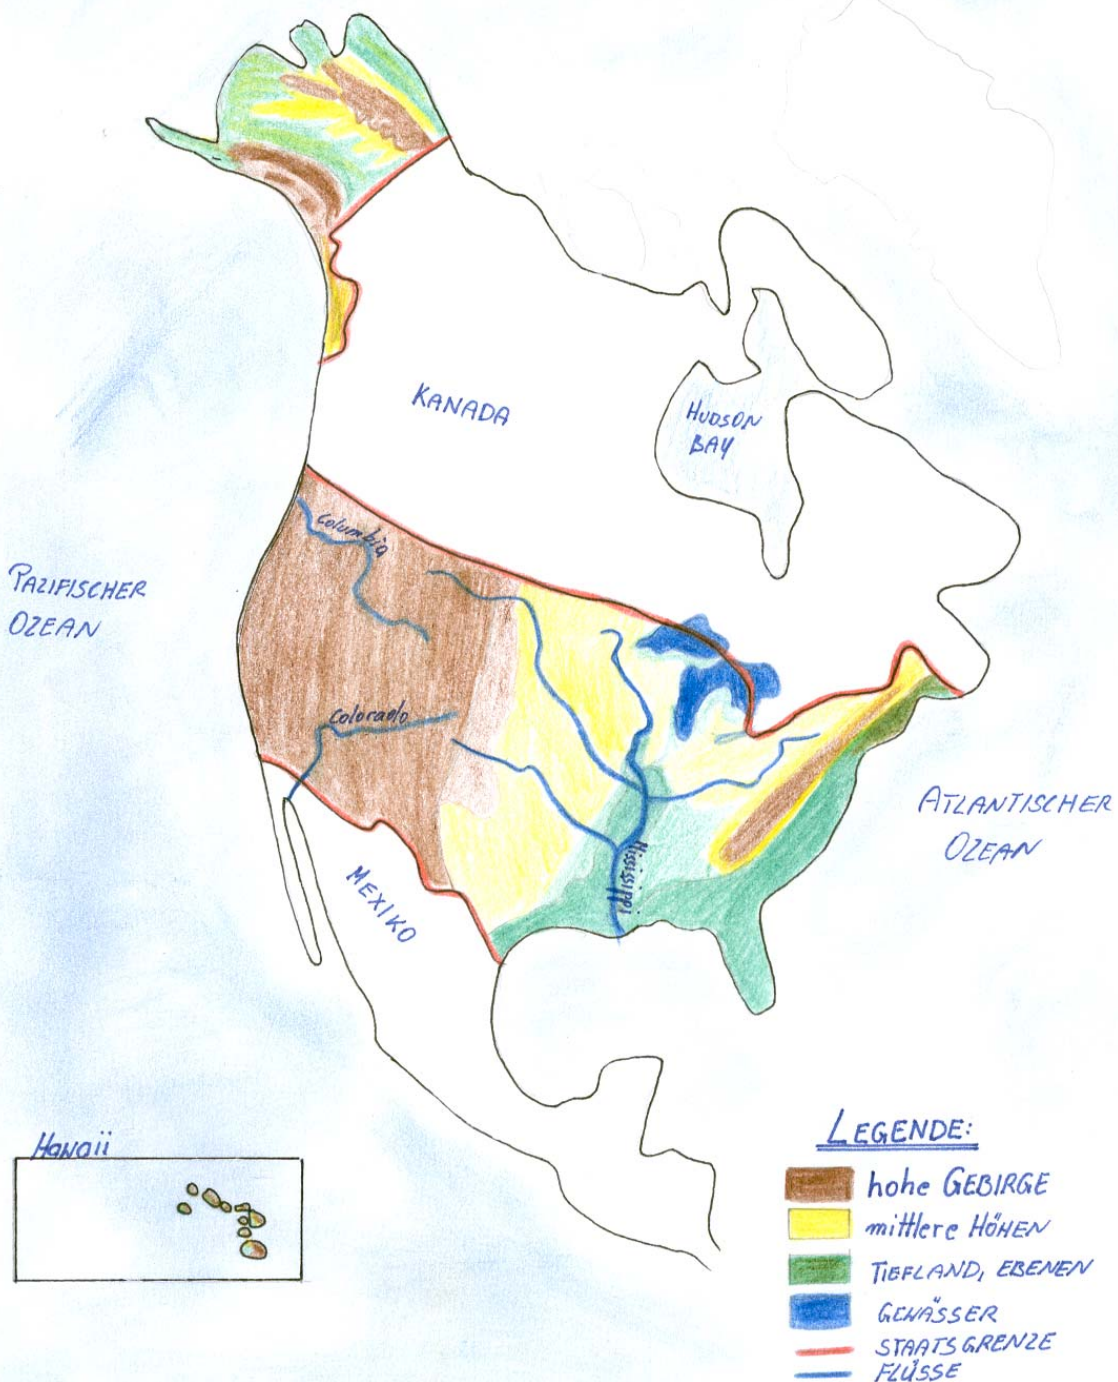 KANADA
HUDSON
BAY
Columbia
PAZIFISCHER
OZEAN
Colorado
ATLANTISCHER
OZEAN
Mississippi
MEXIKO
Hawaii
LEGENDE:
hohe GEBIRGE
mittlere HÖHEN
TIEFLAND, EBENEN
GEWÄSSER
STAATSGRENZE
FLÜSSE